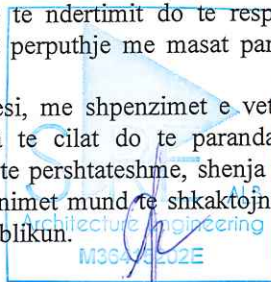 te ndertimit do te resp
perputhje me masat par
esi, me shpenzimet e vet
te cilat do te paranda
te pershtateshme, shenja
nimet mund te shkaktojn
Architecture Engineering
blikun.